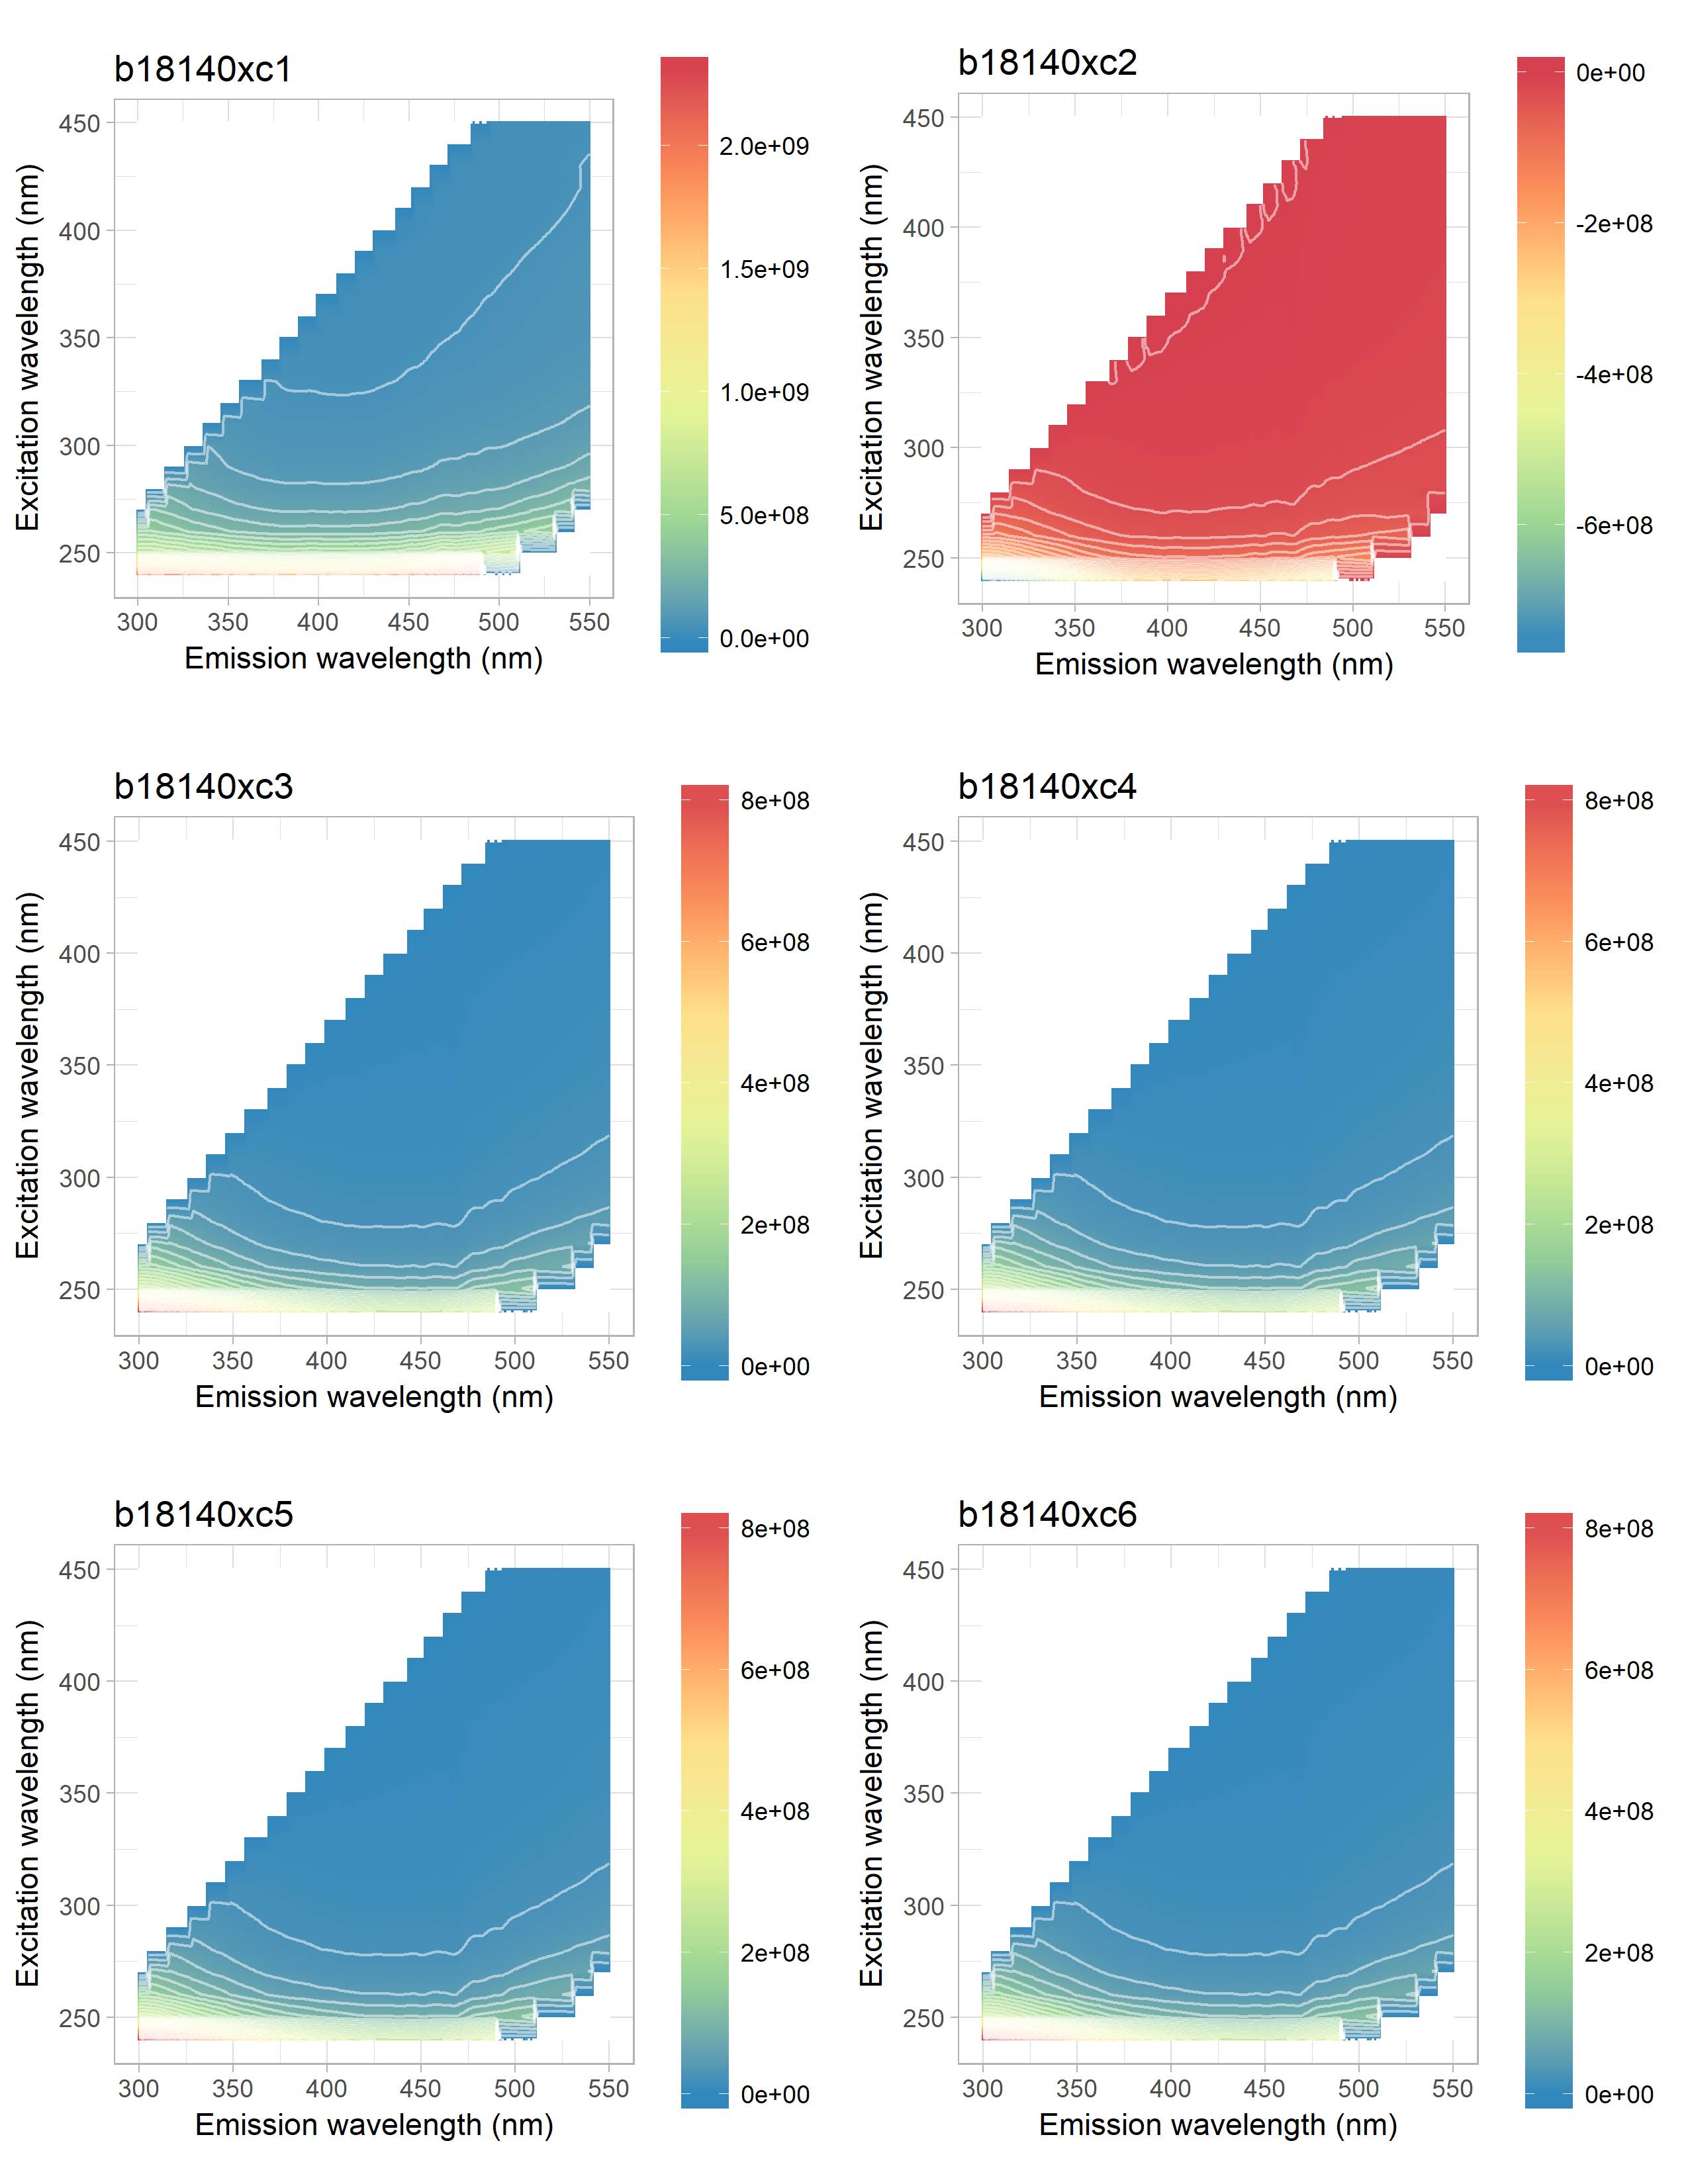 b18140xc1
450
400
350
300
250
300 350 400 450 500 550
Emission wavelength (nm)
Excitation wavelength (nm)
2.0e+09
1.5e+09
1.0e+09
5.0e+08
0.0e+00
b18140xc2
450
400
350
300
250
300 350 400 450 500 550
Emission wavelength (nm)
Excitation wavelength (nm)
0e+00
-2e+08
-4e+08
-6e+08
b18140xc3
450
400
350
300
250
300 350 400 450 500 550
Emission wavelength (nm)
Excitation wavelength (nm)
8e+08
6e+08
4e+08
2e+08
0e+00
b18140xc4
450
400
350
300
250
300 350 400 450 500 550
Emission wavelength (nm)
Excitation wavelength (nm)
8e+08
6e+08
4e+08
2e+08
0e+00
b18140xc5
450
400
350
300
250
300 350 400 450 500 550
Emission wavelength (nm)
Excitation wavelength (nm)
8e+08
6e+08
4e+08
2e+08
0e+00
b18140xc6
450
400
350
300
250
300 350 400 450 500 550
Emission wavelength (nm)
Excitation wavelength (nm)
8e+08
6e+08
4e+08
2e+08
0e+00